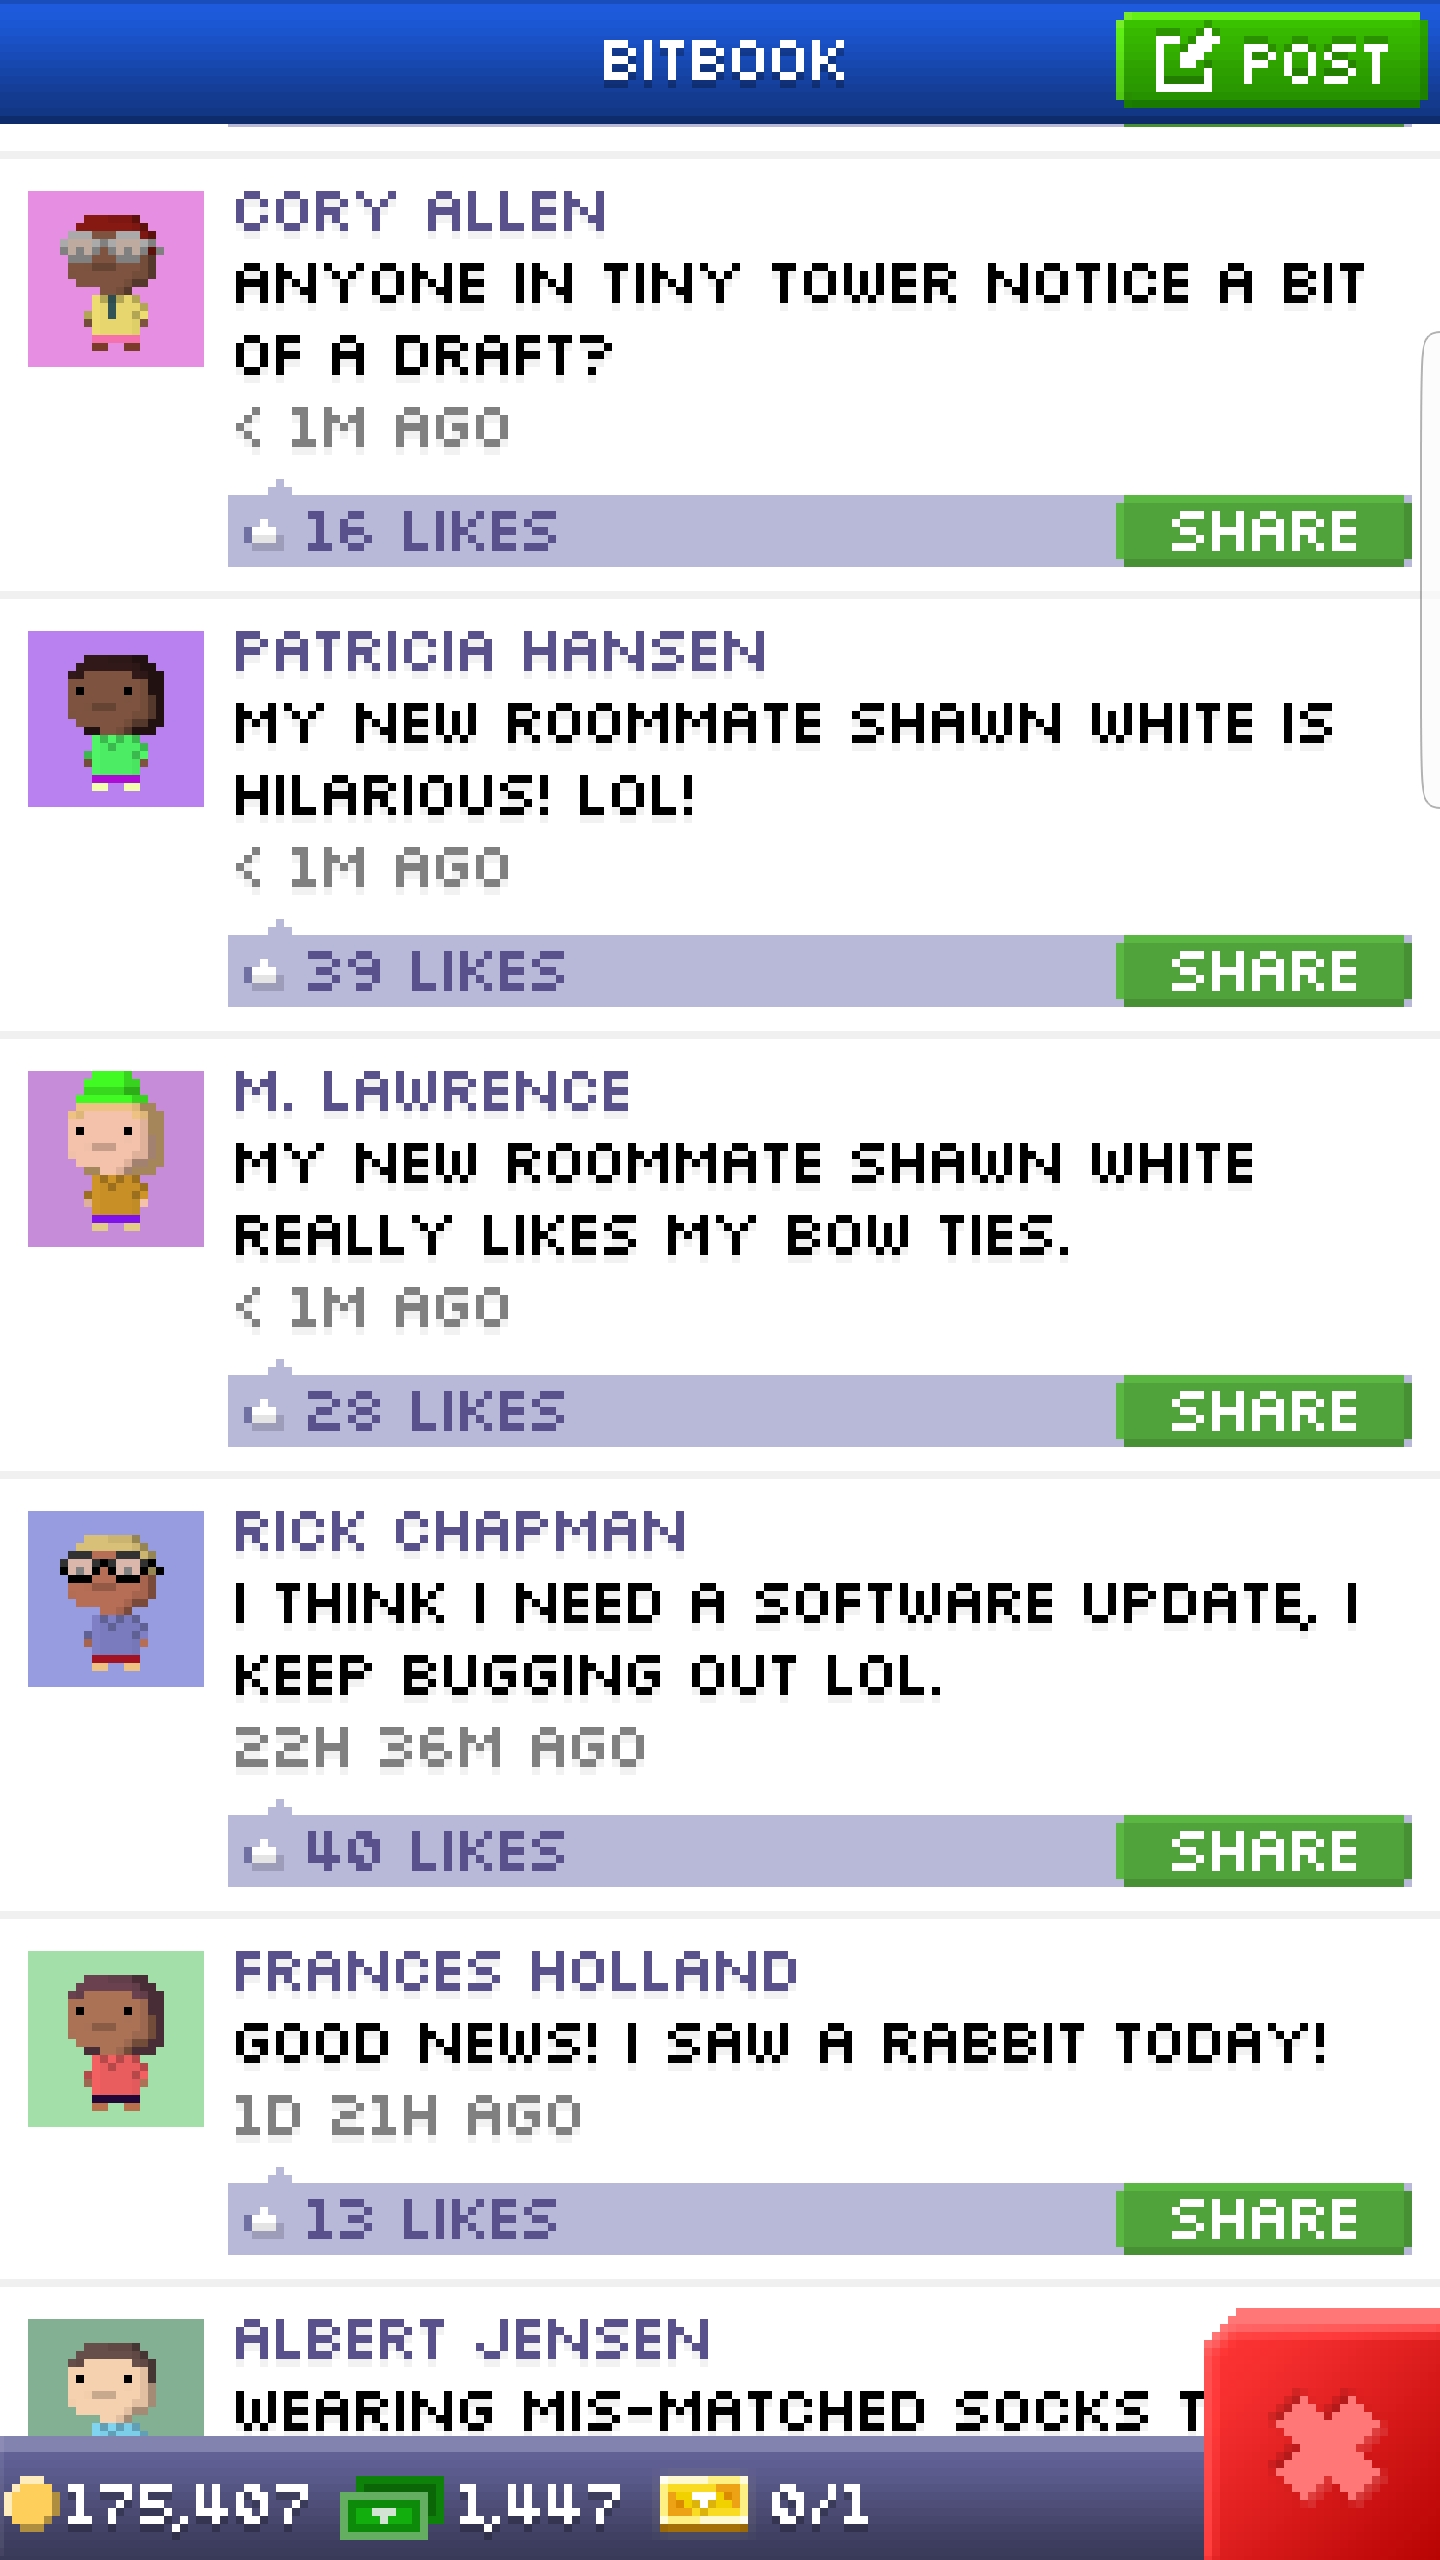 BITBOOK
POST
CORY ALLEN
ANYONE IN TINY TOWER NOTICE A BIT
OF A DRAFT?
< 1M AGO
16 LIKES
SHARE
PATRICIA HANSEN
MY NEW ROOMMATE SHAWN WHITE IS
HILARIOUS! LOL!
< 1M AGO
39 LIKES
SHARE
M. LAWRENCE
MY NEW ROOMMATE SHAWN WHITE
REALLY LIKES MY BOW TIES.
< 1M AGO
28 LIKES
SHARE
RICK CHAPMAN
I THINK I NEED A SOFTWARE UPDATE, I
KEEP BUGGING OUT LOL.
22H 36M AGO
40 LIKES
SHARE
FRANCES HOLLAND
GOOD NEWS! I SAW A RABBIT TODAY!
1D 21H AGO
13 LIKES
SHARE
ALBERT JENSEN
WEARING MIS-MATCHED SOCKS
175,407
1,447
0/1